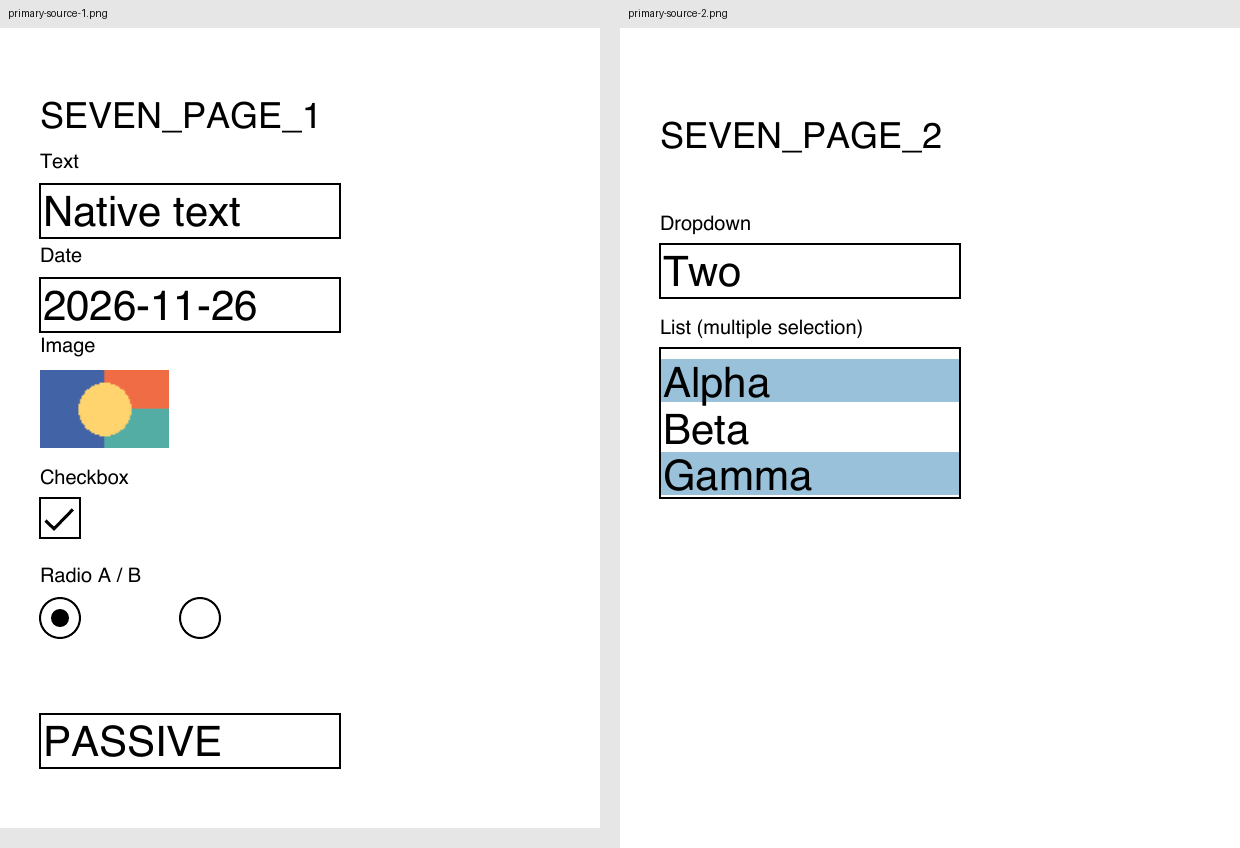 primary-source-1.png
SEVEN_PAGE_1
Text
Native text
Date
2026-11-26
Image
Checkbox
Radio A / B
PASSIVE
primary-source-2.png
SEVEN_PAGE_2
Dropdown
Two
List (multiple selection)
Alpha
Beta
Gamma